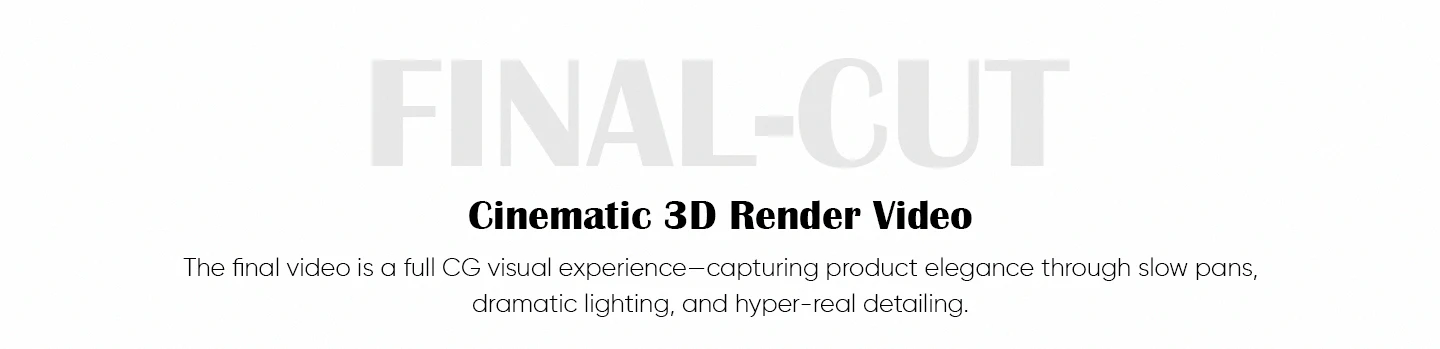 FINAL-CUT
Cinematic 3D Render Video
The final video is a full CG visual experience—capturing product elegance through slow pans,
dramatic lighting, and hyper-real detailing.